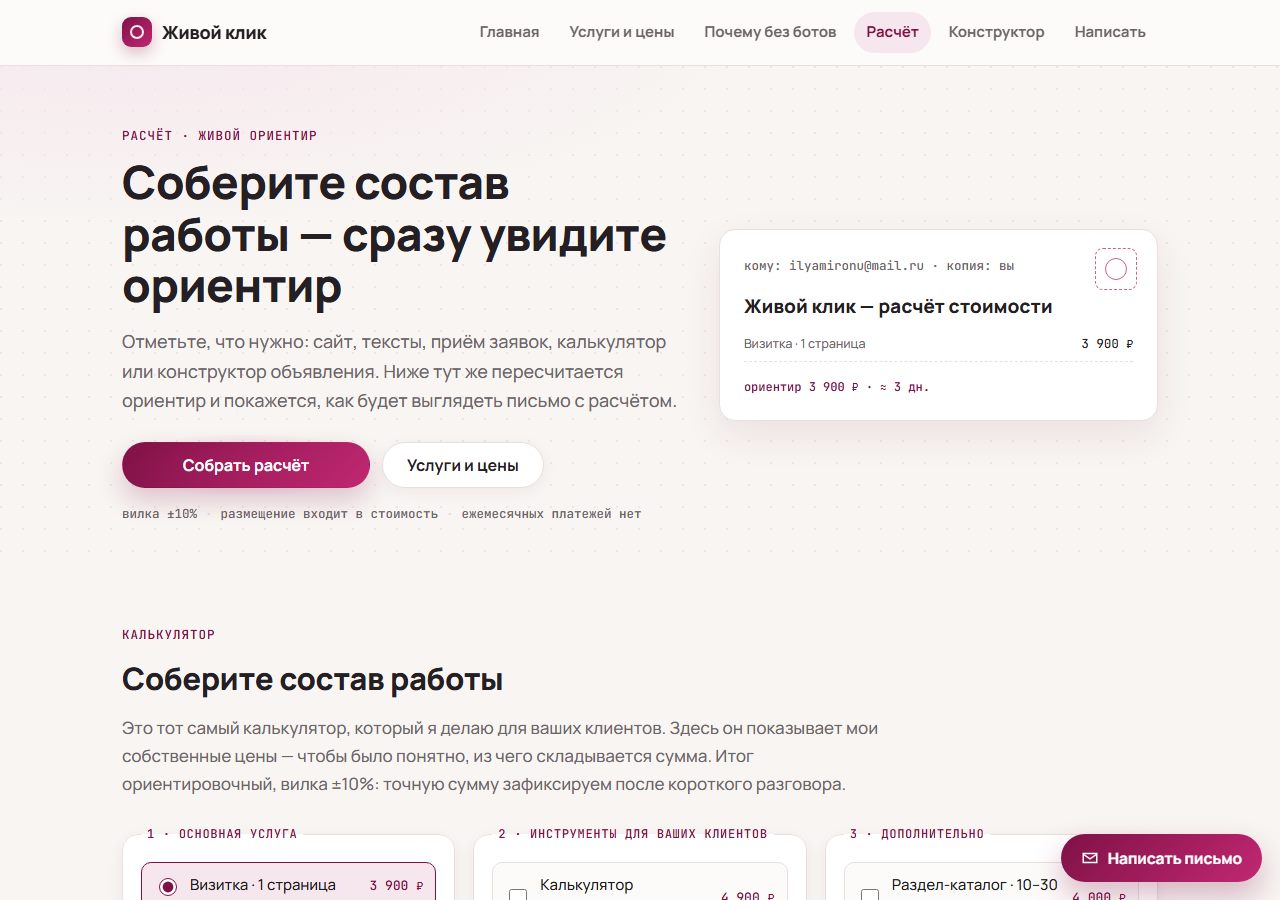 Живой клик
Главная
Услуги и цены
Почему без ботов
Расчёт
Конструктор
Написать
РАСЧЁТ · ЖИВОЙ ОРИЕНТИР
Соберите состав
работы — сразу увидите
ориентир
Отметьте, что нужно: сайт, тексты, приём заявок, калькулятор
или конструктор объявления. Ниже тут же пересчитается
ориентир и покажется, как будет выглядеть письмо с расчётом.
Собрать расчёт
Услуги и цены
вилка ±10% · размещение входит в стоимость · ежемесячных платежей нет
кому: ilyamironu@mail.ru · копия: вы
Живой клик — расчёт стоимости
Визитка · 1 страница 3 900 ₽
ориентир 3 900 ₽ · ≈ 3 дн.
КАЛЬКУЛЯТОР
Соберите состав работы
Это тот самый калькулятор, который я делаю для ваших клиентов. Здесь он показывает мои
собственные цены — чтобы было понятно, из чего складывается сумма. Итог
ориентировочный, вилка ±10%: точную сумму зафиксируем после короткого разговора.
1 · ОСНОВНАЯ УСЛУГА
Визитка · 1 страница 3 900 ₽
2 · ИНСТРУМЕНТЫ ДЛЯ ВАШИХ КЛИЕНТОВ
Калькулятор
4 900 ₽
3 · ДОПОЛНИТЕЛЬНО
Раздел-каталог · 10–30
4 000 ₽
Написать письмо